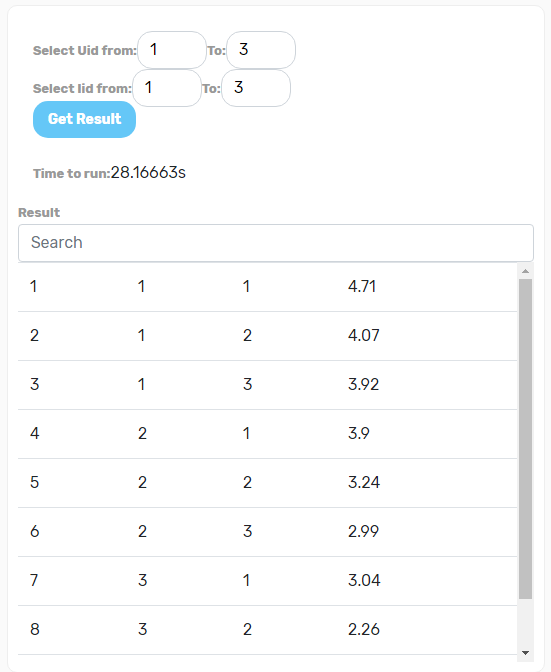 Select Uid from: 1 To: 3
Select Iid from: 1 To: 3
Get Result
Time to run:28.16663s
Result
Search
1 1 1 4.71
2 1 2 4.07
3 1 3 3.92
4 2 1 3.9
5 2 2 3.24
6 2 3 2.99
7 3 1 3.04
8 3 2 2.26